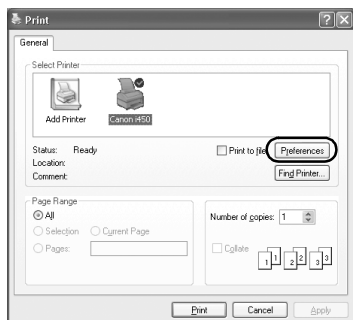 Print
General
Select Printer
Add Printer
Canon i450
Status: Ready
Location:
Comment:
Print to file
Preferences
Find Printer...
Page Range
All
Selection
Current Page
Pages:
Number of copies: 1
Collate
1 1 2 2 3 3
Print
Cancel
Apply